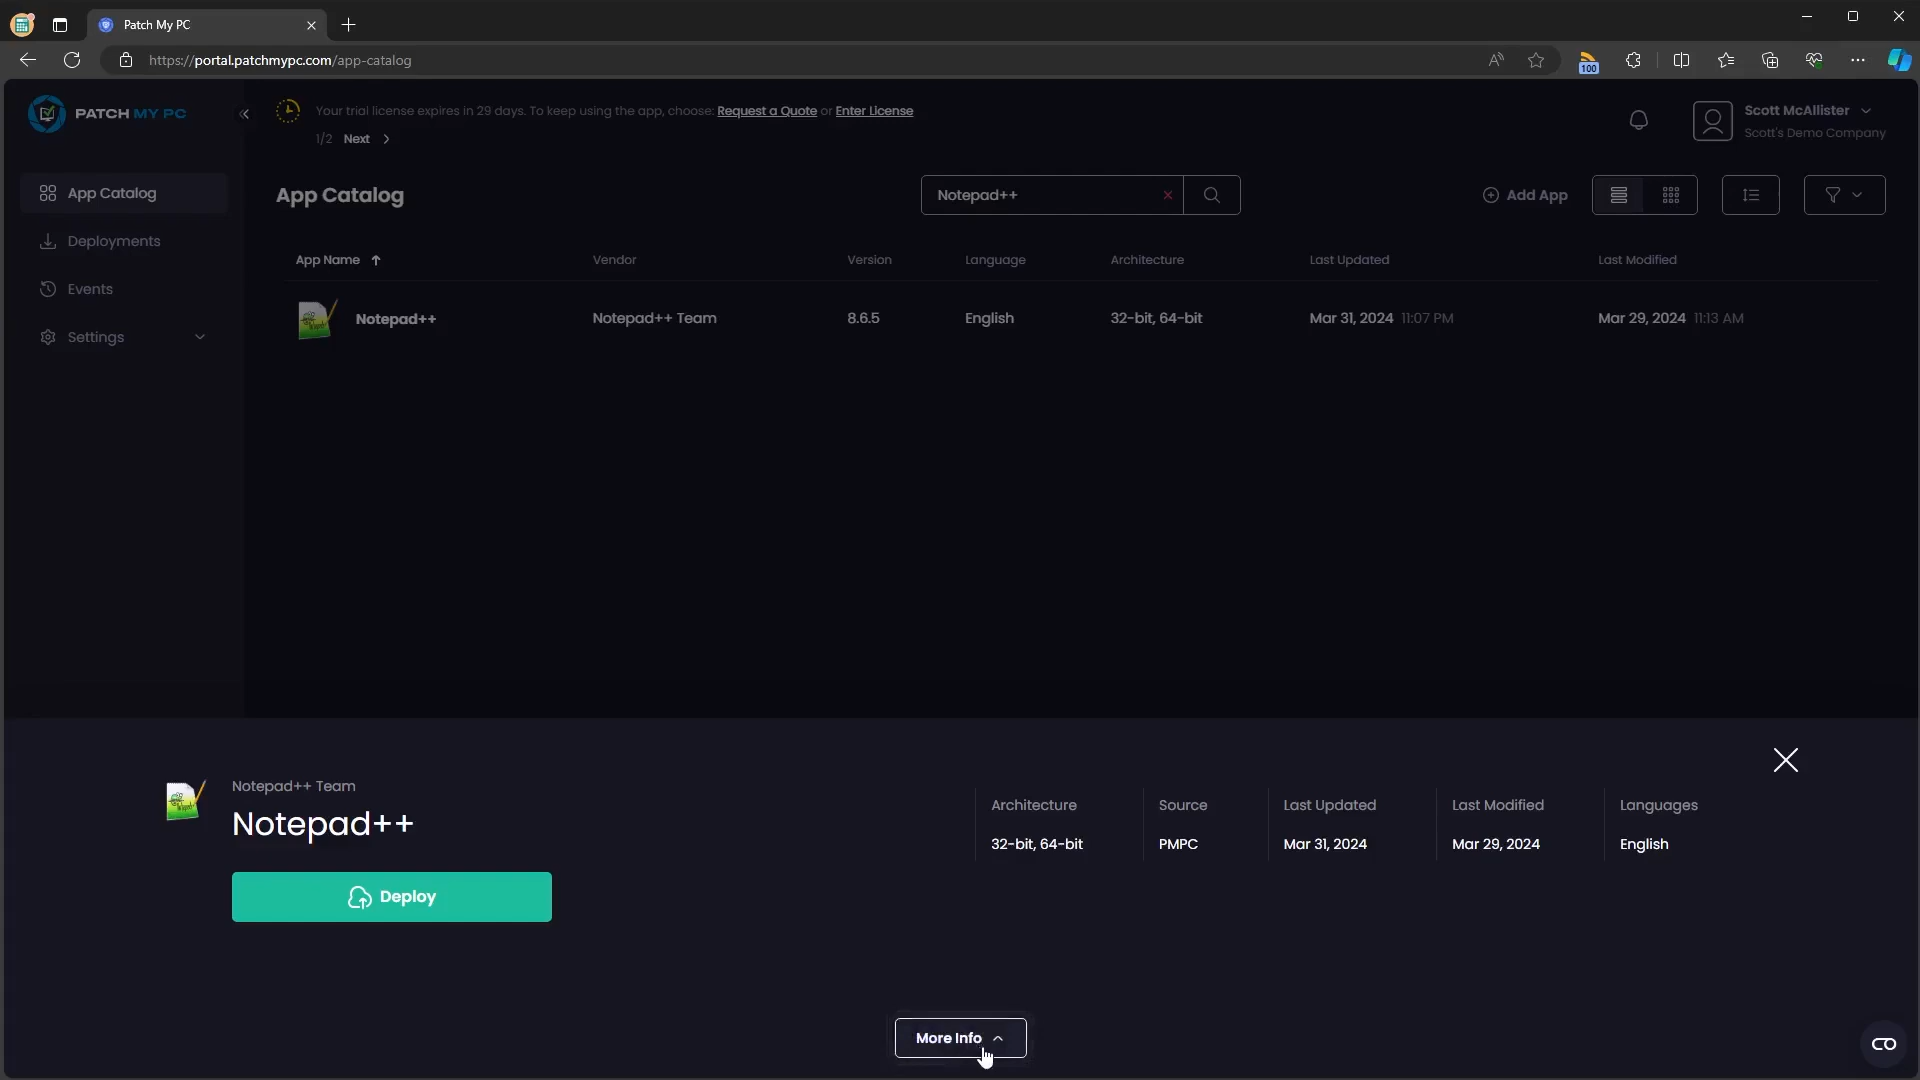 Patch My PC
https://portal.patchmypc.com/app-catalog
100
PATCH MY PC
Your trial license expires in 29 days. To keep using the app, choose: Request a Quote or Enter License
1/2 Next
Scott McAllister
Scott's Demo Company
App Catalog
Deployments
Events
Settings
App Catalog
Notepad++
Add App
App Name Vendor Version Language Architecture Last Updated Last Modified
Notepad++ Notepad++ Team 8.6.5 English 32-bit, 64-bit Mar 31, 2024 11:07 PM Mar 29, 2024 11:13 AM
Notepad++ Team
Notepad++
Deploy
Architecture Source Last Updated Last Modified Languages
32-bit, 64-bit PMPC Mar 31, 2024 Mar 29, 2024 English
More Info